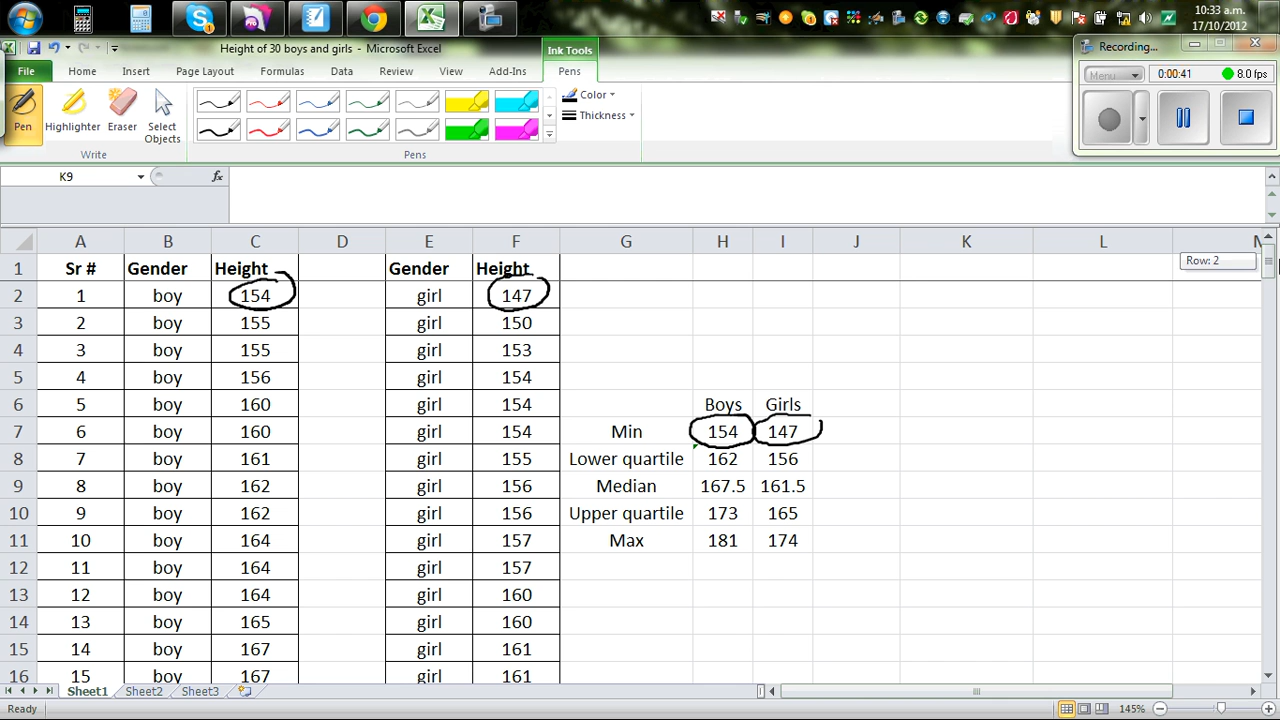 10:33 a.m.
17/10/2012
Height of 30 boys and girls - Microsoft Excel
Ink Tools
Recording...
File Home Insert Page Layout Formulas Data Review View Add-Ins Pens
Menu 0:00:41 8.0 fps
Pen Highlighter Eraser Select Objects
Color
Thickness
Write Pens
K9 fx
A B C D E F G H I J K L N
1 Sr # Gender Height Gender Height
Row: 2
2 1 boy 154 girl 147
3 2 boy 155 girl 150
4 3 boy 155 girl 153
5 4 boy 156 girl 154
6 5 boy 160 girl 154 Boys Girls
7 6 boy 160 girl 154 Min 154 147
8 7 boy 161 girl 155 Lower quartile 162 156
9 8 boy 162 girl 156 Median 167.5 161.5
10 9 boy 162 girl 156 Upper quartile 173 165
11 10 boy 164 girl 157 Max 181 174
12 11 boy 164 girl 157
13 12 boy 164 girl 160
14 13 boy 165 girl 160
15 14 boy 167 girl 161
16 15 boy 167 girl 161
Sheet1 Sheet2 Sheet3
Ready 145%